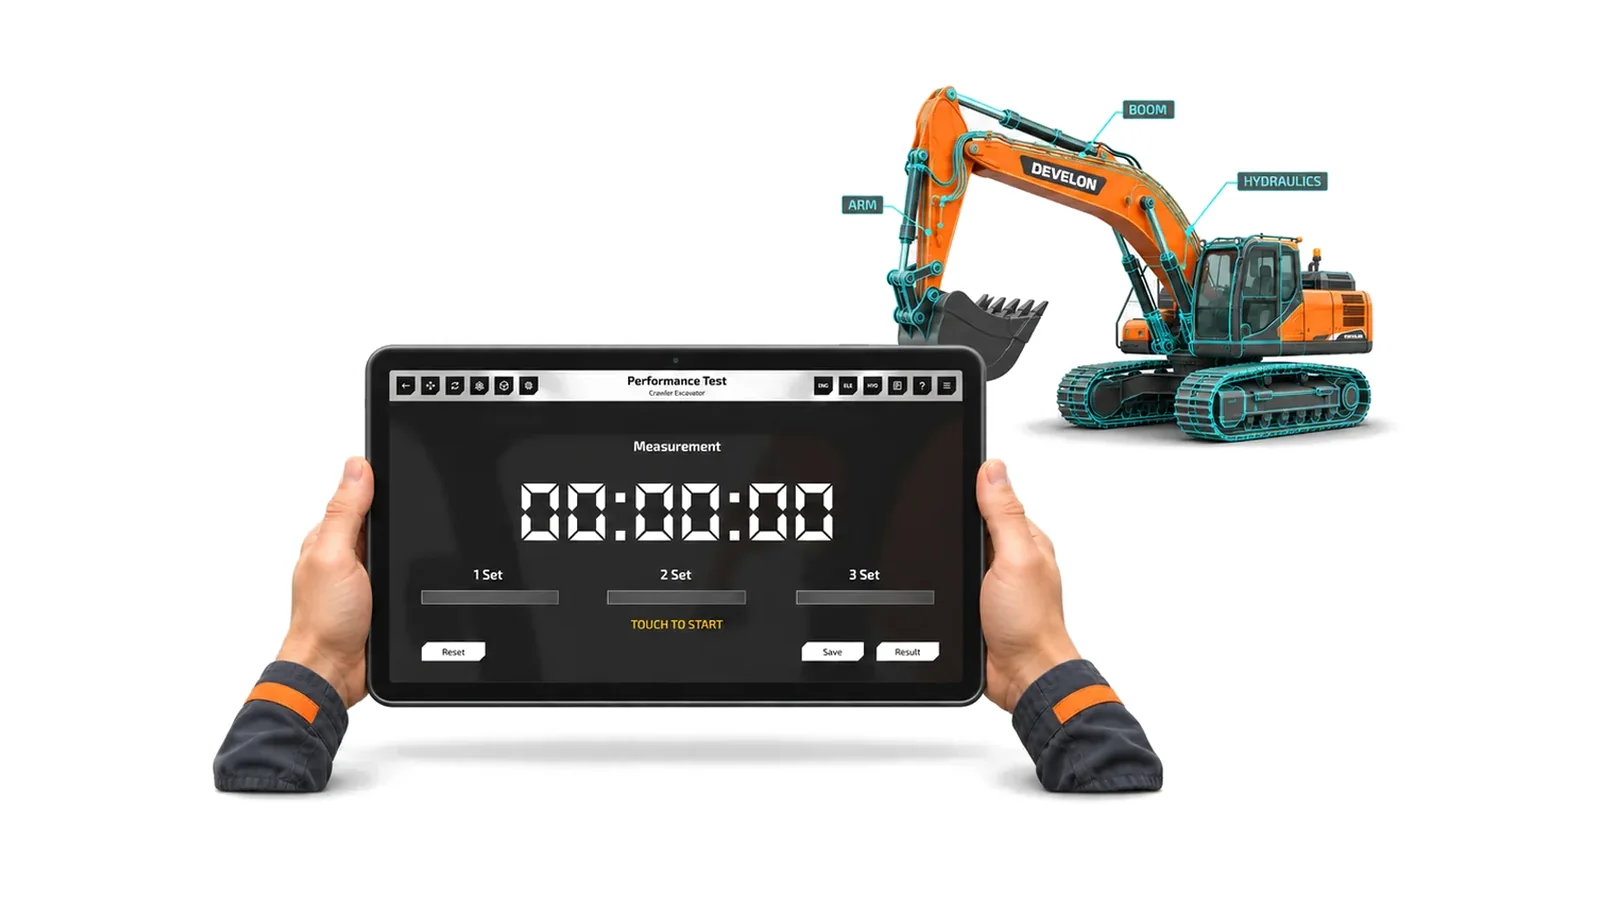 BOOM
DEVELON
HYDRAULICS
ARM
Performance Test
Crawler Excavator
ENG
ELE
HYD
?
Measurement
00:00:00
1 Set
2 Set
3 Set
TOUCH TO START
Reset
Save
Result